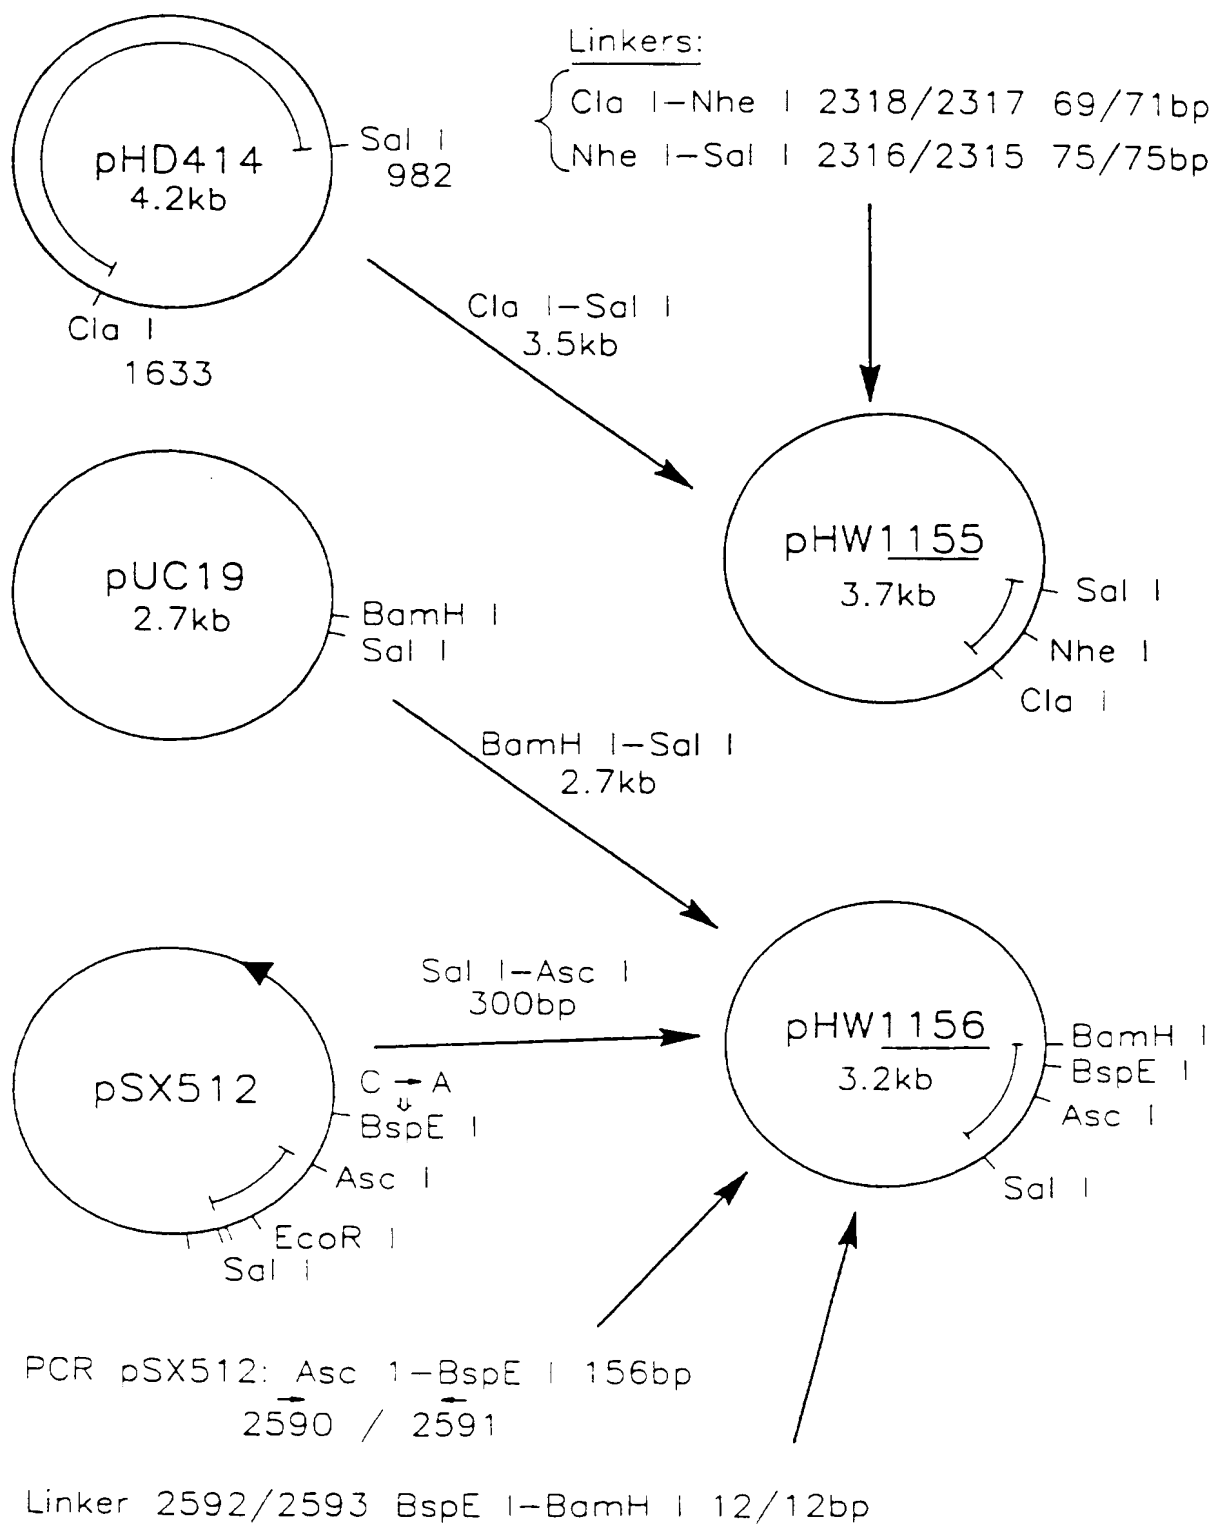 Linkers:
Cla I-Nhe I 2318/2317 69/71bp
Nhe I-Sal I 2316/2315 75/75bp
pHD414
4.2kb
Sal I
982
Cla I
1633
Cla I-Sal I
3.5kb
pHW1155
3.7kb
Sal I
Nhe I
Cla I
pUC19
2.7kb
BamH I
Sal I
BamH I-Sal I
2.7kb
pSX512
C → A
⇓
BspE I
Asc I
EcoR I
Sal I
Sal I-Asc I
300bp
pHW1156
3.2kb
BamH I
BspE I
Asc I
Sal I
PCR pSX512: Asc 1-BspE I 156bp
2590 / 2591
Linker 2592/2593 BspE I-BamH I 12/12bp